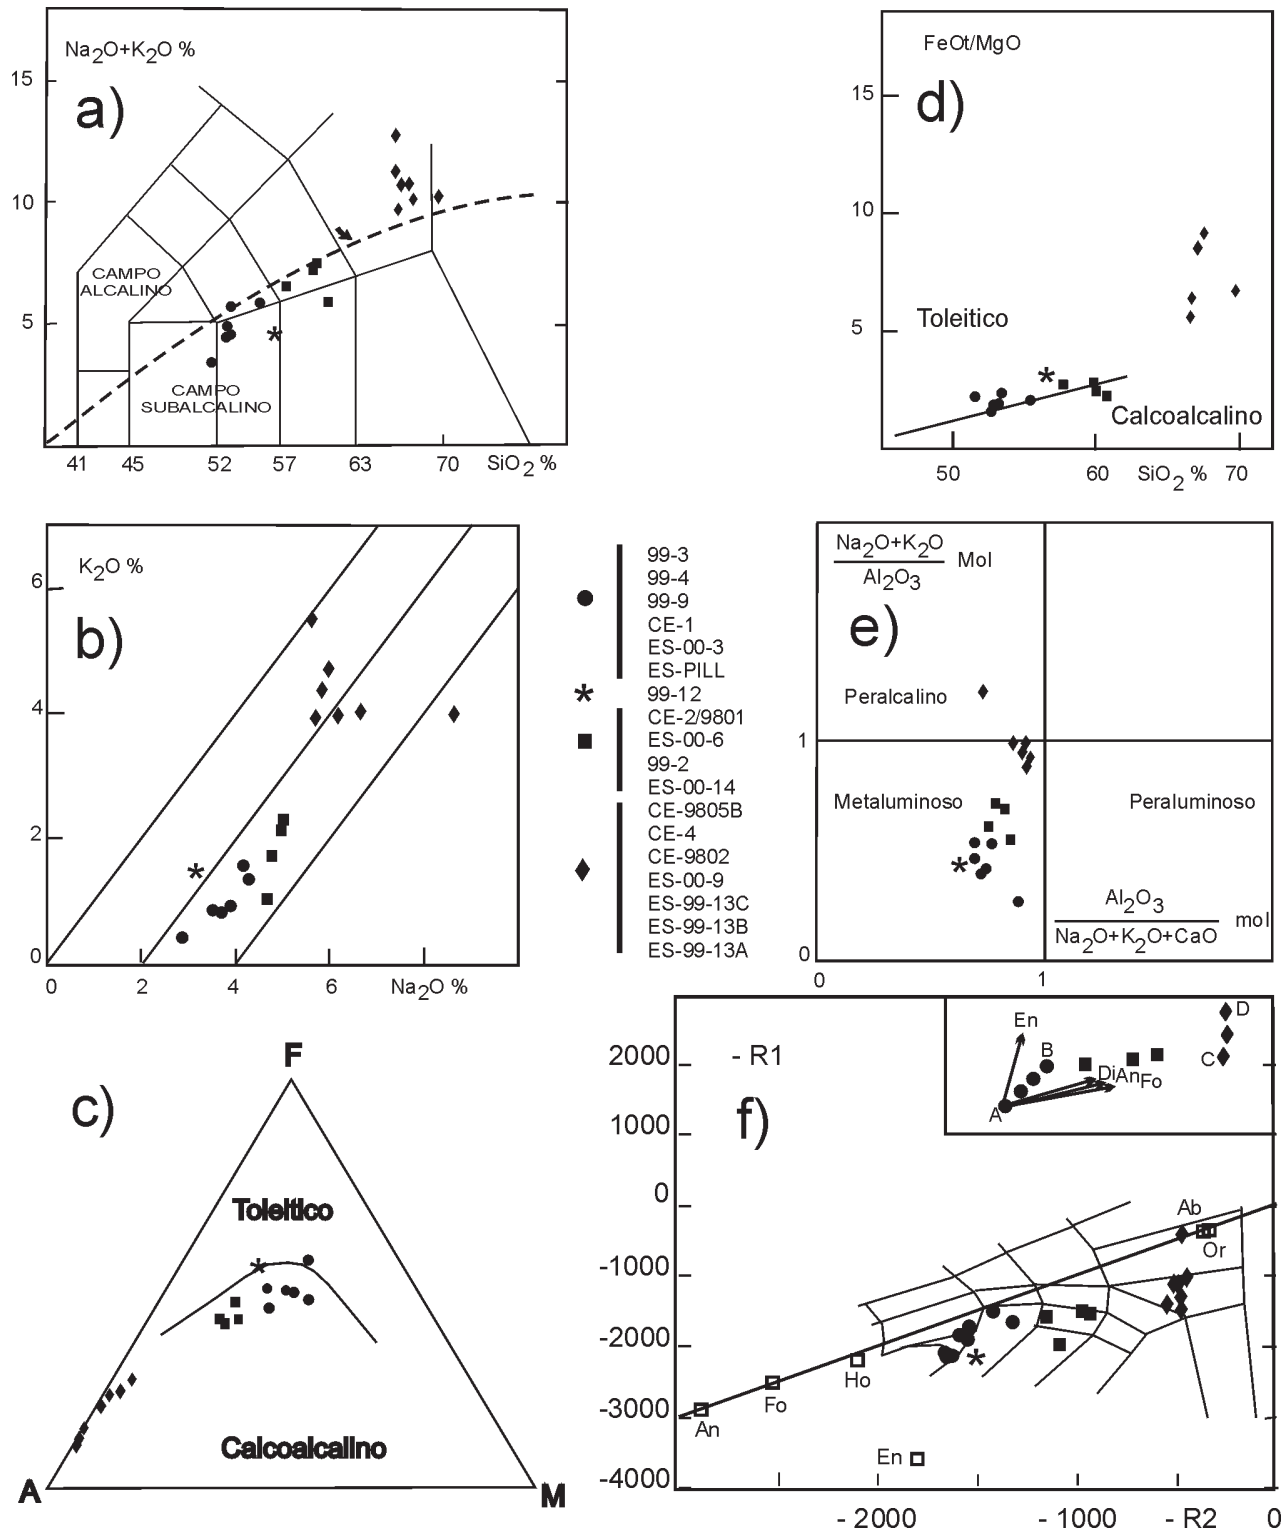 Na2O+K2O %
15
a)
10
5
CAMPO
ALCALINO
CAMPO
SUBALCALINO
41 45 52 57 63 70 SiO2 %
FeOt/MgO
15
d)
10
5
Toleitico
Calcoalcalino
50 60 SiO2 % 70
K2O %
6
b)
4
2
0
0 2 4 6 Na2O %
99-3
99-4
99-9
CE-1
ES-00-3
ES-PILL
99-12
CE-2/9801
ES-00-6
99-2
ES-00-14
CE-9805B
CE-4
CE-9802
ES-00-9
ES-99-13C
ES-99-13B
ES-99-13A
Na2O+K2O
Al2O3
Mol
e)
Peralcalino
1
Metaluminoso
Peraluminoso
Al2O3
Na2O+K2O+CaO
mol
0
0 1
F
c)
Toleitico
Calcoalcalino
A M
2000
- R1
1000
f)
0
-1000
-2000
-3000
-4000
En
B
D
C
Di An Fo
A
Ab
Or
Ho
Fo
An
En
- 2000 - 1000 - R2 0